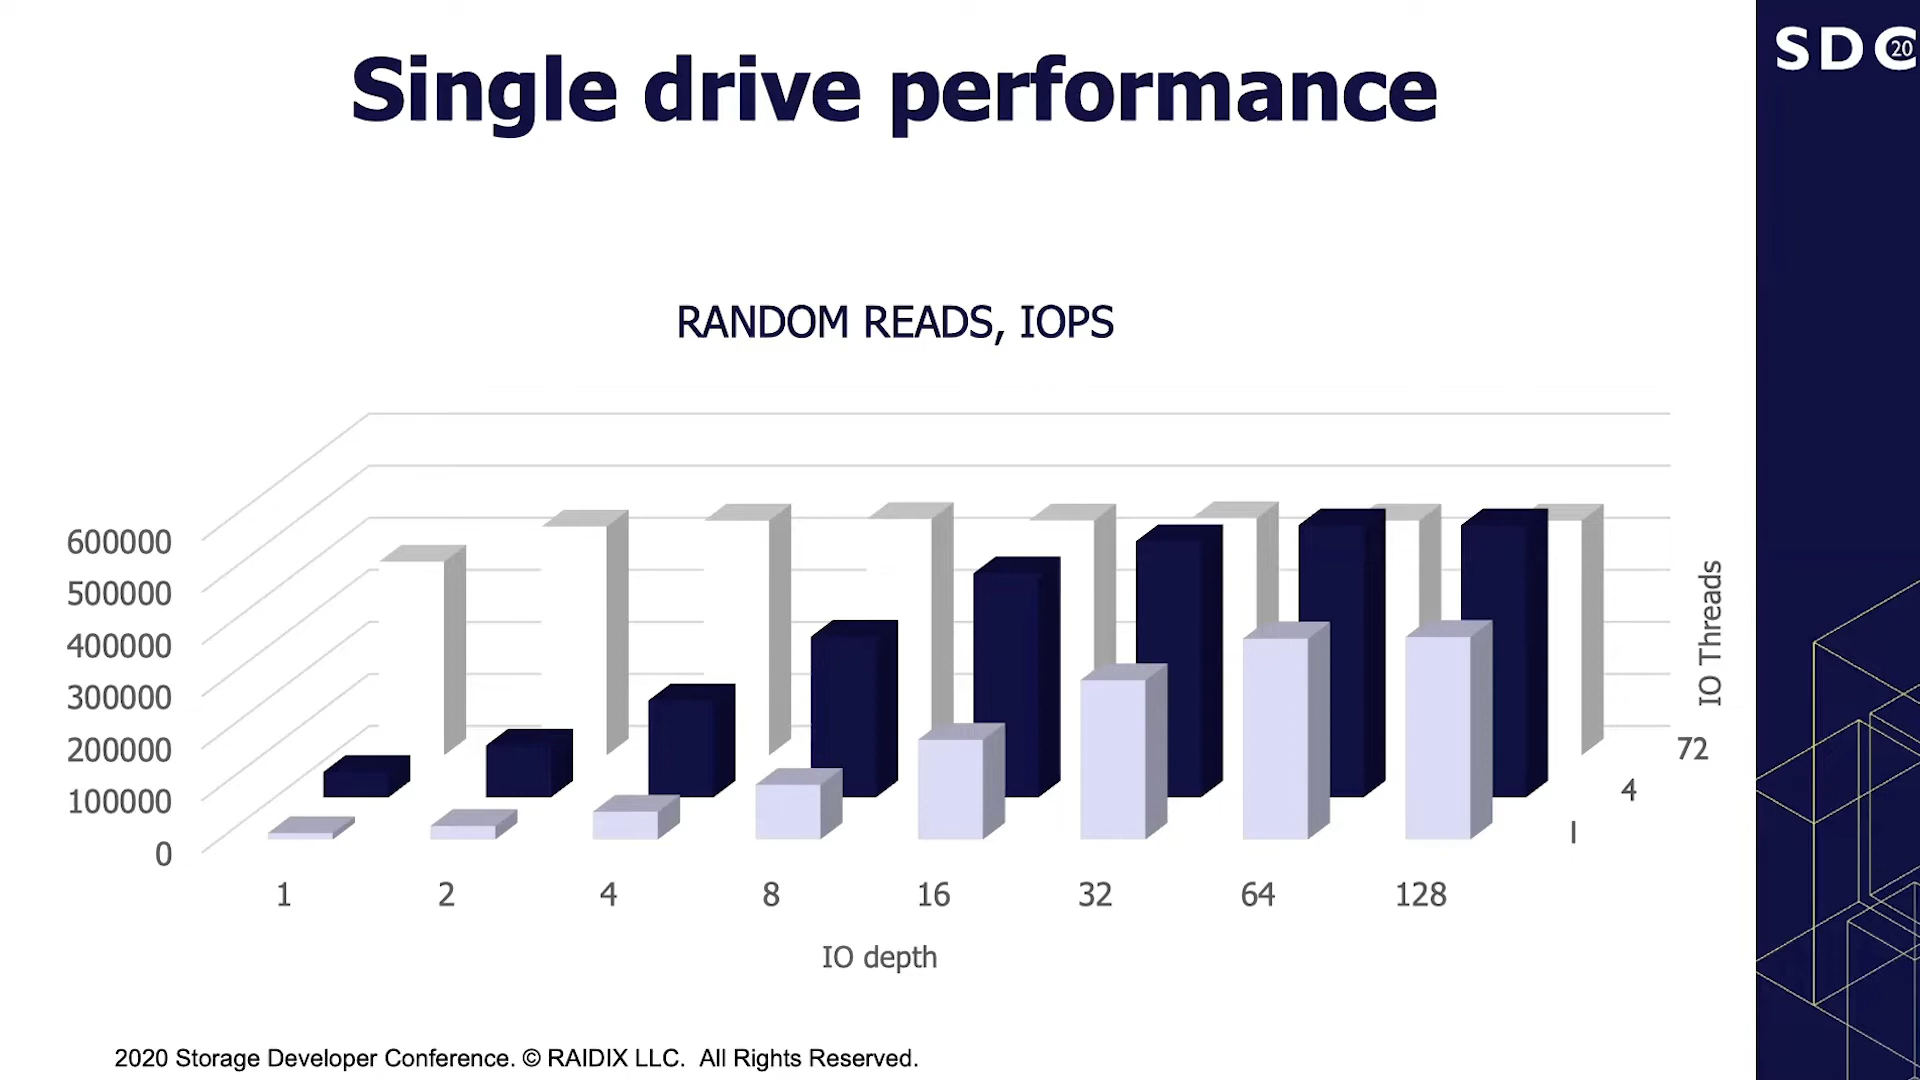 SDC 20
Single drive performance
RANDOM READS, IOPS
600000
500000
400000
300000
200000
100000
0
1 2 4 8 16 32 64 128
IO depth
1
4
72
IO Threads
2020 Storage Developer Conference. © RAIDIX LLC. All Rights Reserved.